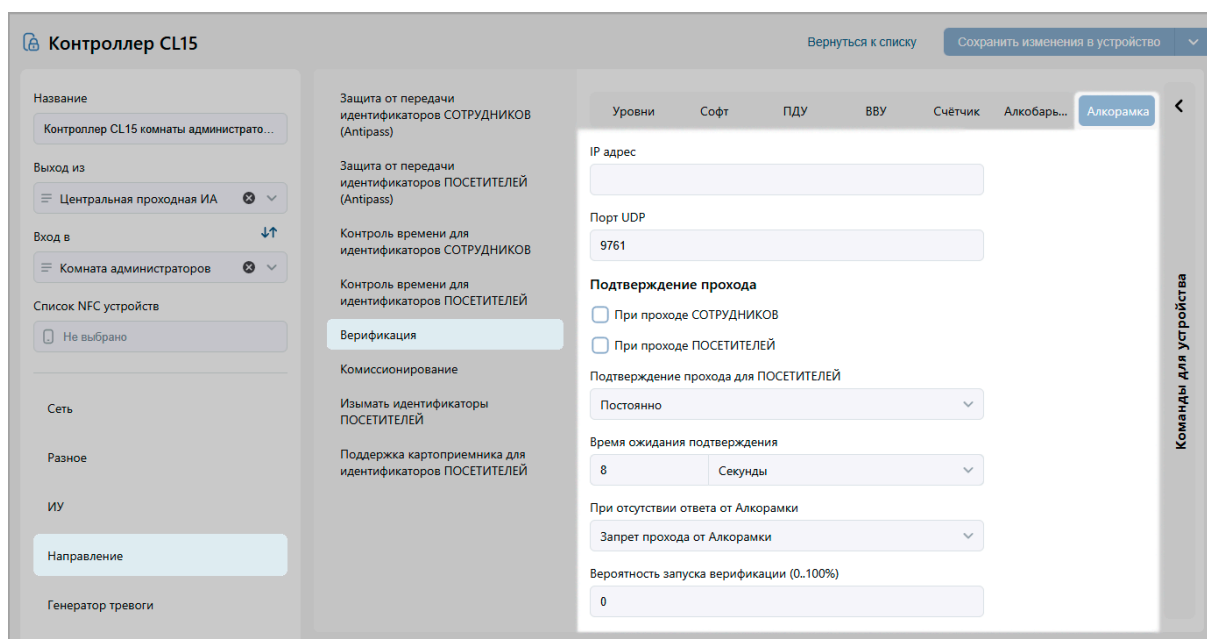 Контроллер CL15
Вернуться к списку
Сохранить изменения в устройство
Название
Контроллер CL15 комнаты администрато...
Выход из
Центральная проходная ИА
Вход в
Комната администраторов
Список NFC устройств
Не выбрано
Сеть
Разное
ИУ
Направление
Генератор тревоги
Защита от передачи
идентификаторов СОТРУДНИКОВ
(Antipass)
Защита от передачи
идентификаторов ПОСЕТИТЕЛЕЙ
(Antipass)
Контроль времени для
идентификаторов СОТРУДНИКОВ
Контроль времени для
идентификаторов ПОСЕТИТЕЛЕЙ
Верификация
Комиссионирование
Изымать идентификаторы
ПОСЕТИТЕЛЕЙ
Поддержка картоприемника для
идентификаторов ПОСЕТИТЕЛЕЙ
Уровни Софт ПДУ ВВУ Счётчик Алкобарь... Алкорамка
IP адрес
Порт UDP
9761
Подтверждение прохода
При проходе СОТРУДНИКОВ
При проходе ПОСЕТИТЕЛЕЙ
Подтверждение прохода для ПОСЕТИТЕЛЕЙ
Постоянно
Время ожидания подтверждения
8 Секунды
При отсутствии ответа от Алкорамки
Запрет прохода от Алкорамки
Вероятность запуска верификации (0..100%)
0
Команды для устройства